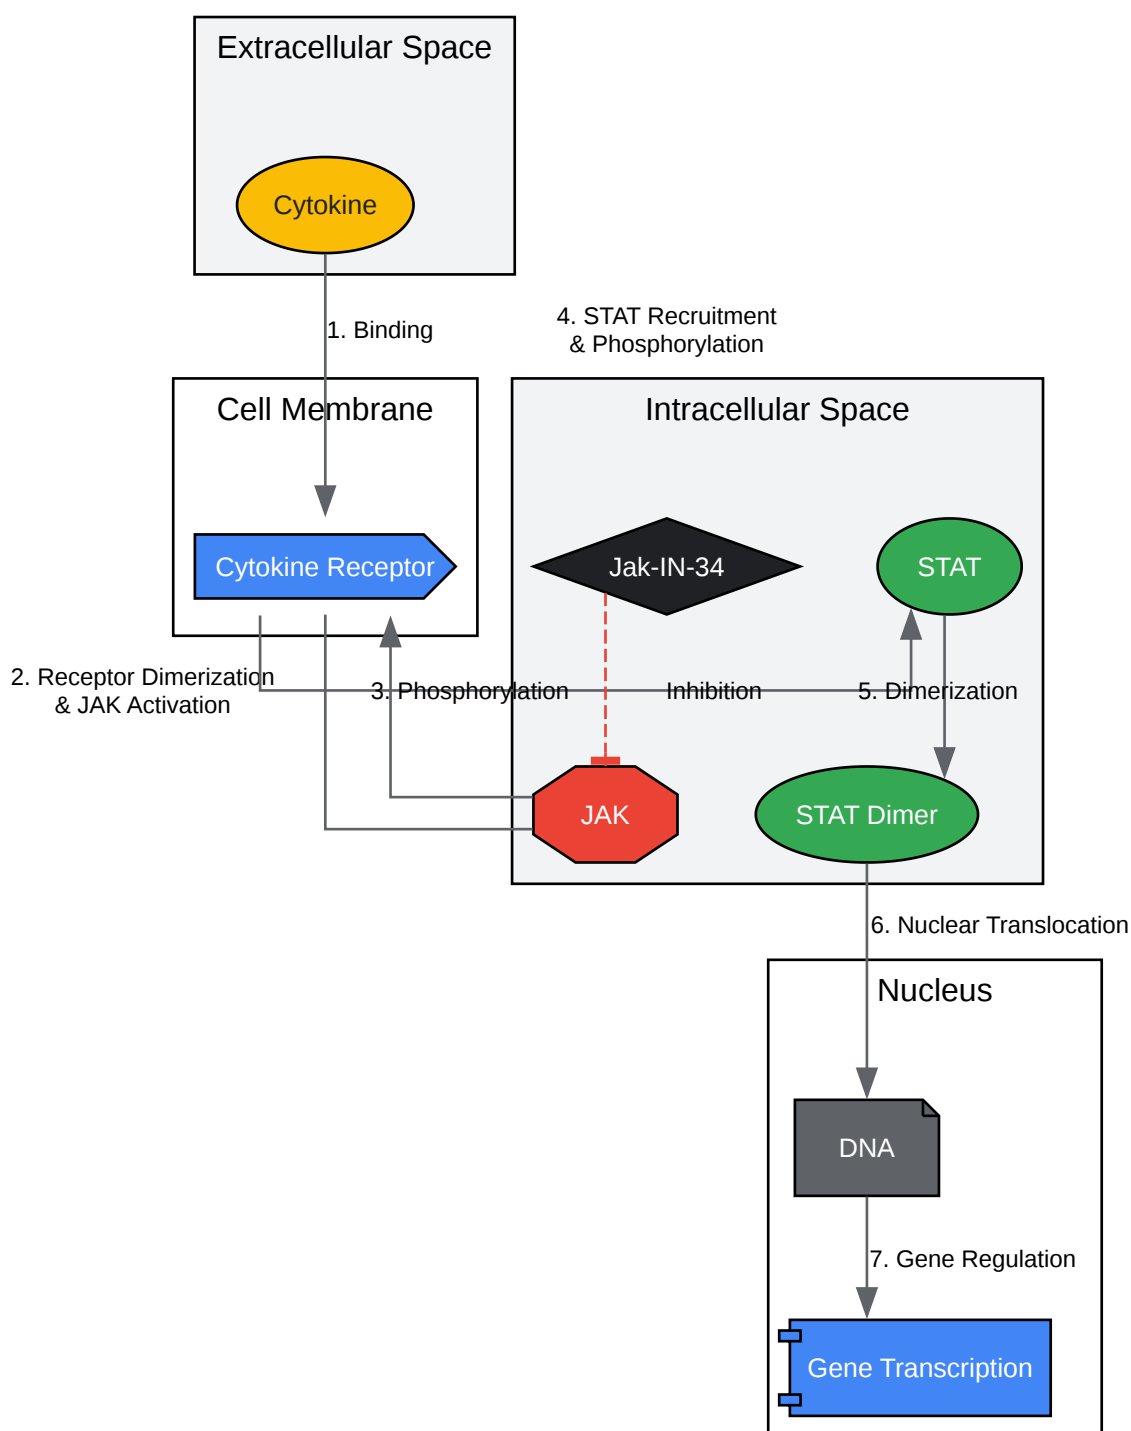 Extracellular Space
Cytokine
1. Binding
4. STAT Recruitment
& Phosphorylation
Cell Membrane
Intracellular Space
Cytokine Receptor
Jak-IN-34
STAT
2. Receptor Dimerization
& JAK Activation
3. Phosphorylation
Inhibition
5. Dimerization
JAK
STAT Dimer
6. Nuclear Translocation
Nucleus
DNA
7. Gene Regulation
Gene Transcription